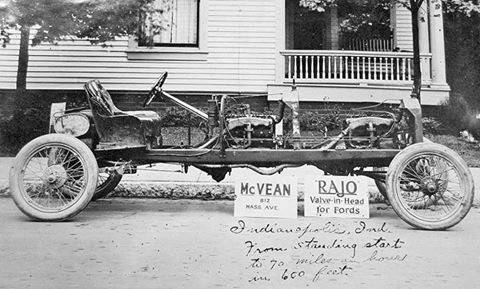 McVEAN
812
MASS. AVE.
RAJO
Valve-in-Head
for Fords
Indianapolis, Ind.
From Standing start
to 70 miles an hour
in 600 feet.